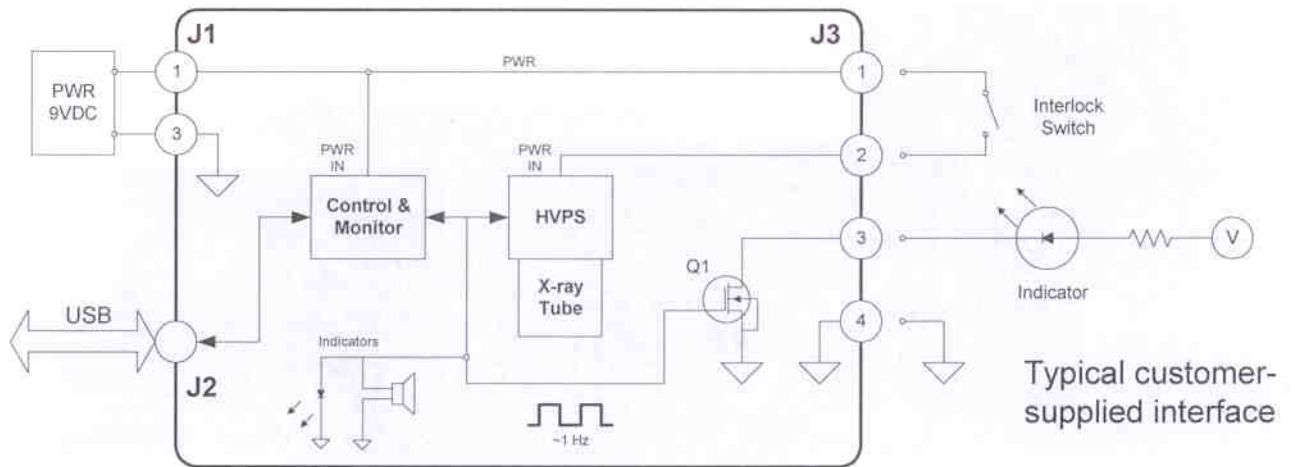 J1
J3
PWR
9VDC
1
3
PWR
1
Interlock
Switch
PWR
IN
PWR
IN
2
Control &
Monitor
HVPS
3
V
Q1
X-ray
Tube
Indicator
USB
4
Indicators
J2
~1 Hz
Typical customer-
supplied interface